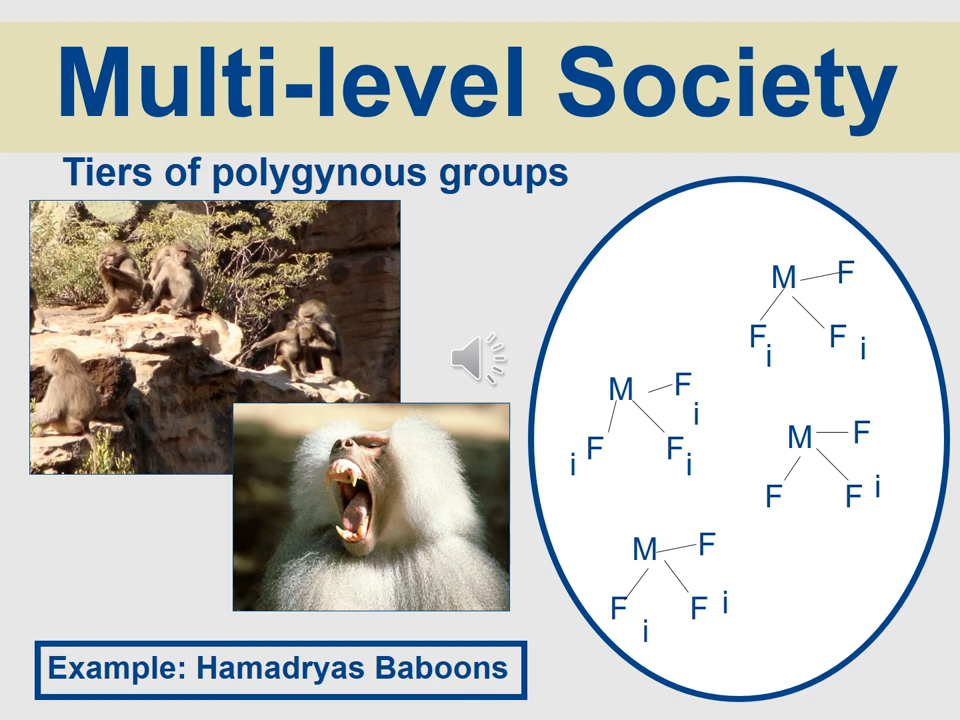 Multi-level Society
Tiers of polygynous groups
M F
F i F i
M F i
i F F i
M F
F F i
M F
F i F i
Example: Hamadryas Baboons